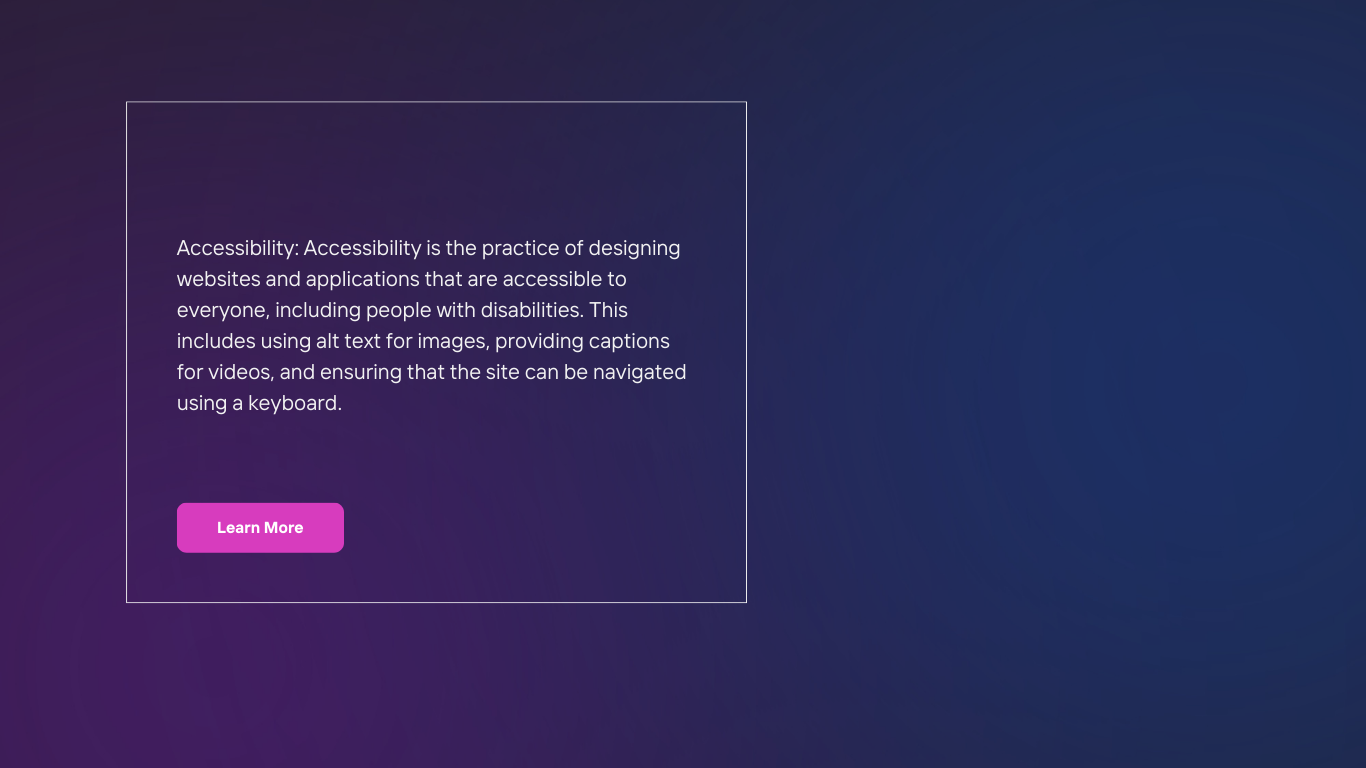 Accessibility: Accessibility is the practice of designing
websites and applications that are accessible to
everyone, including people with disabilities. This
includes using alt text for images, providing captions
for videos, and ensuring that the site can be navigated
using a keyboard.
Learn More